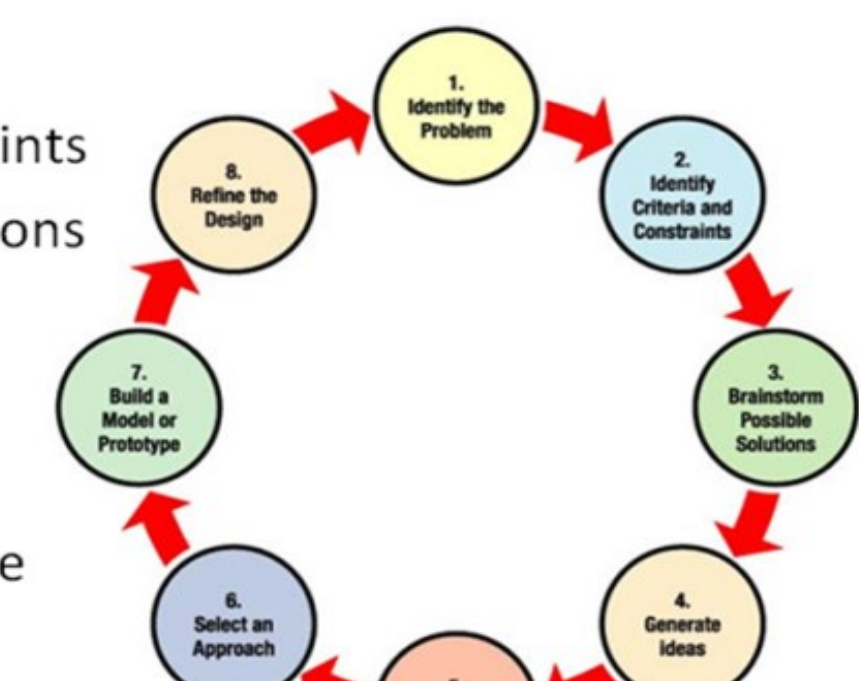 ints
ons
e
1.
Identify the
Problem
2.
Identify
Criteria and
Constraints
3.
Brainstorm
Possible
Solutions
4.
Generate
ideas
6.
Select an
Approach
7.
Build a
Model or
Prototype
8.
Refine the
Design